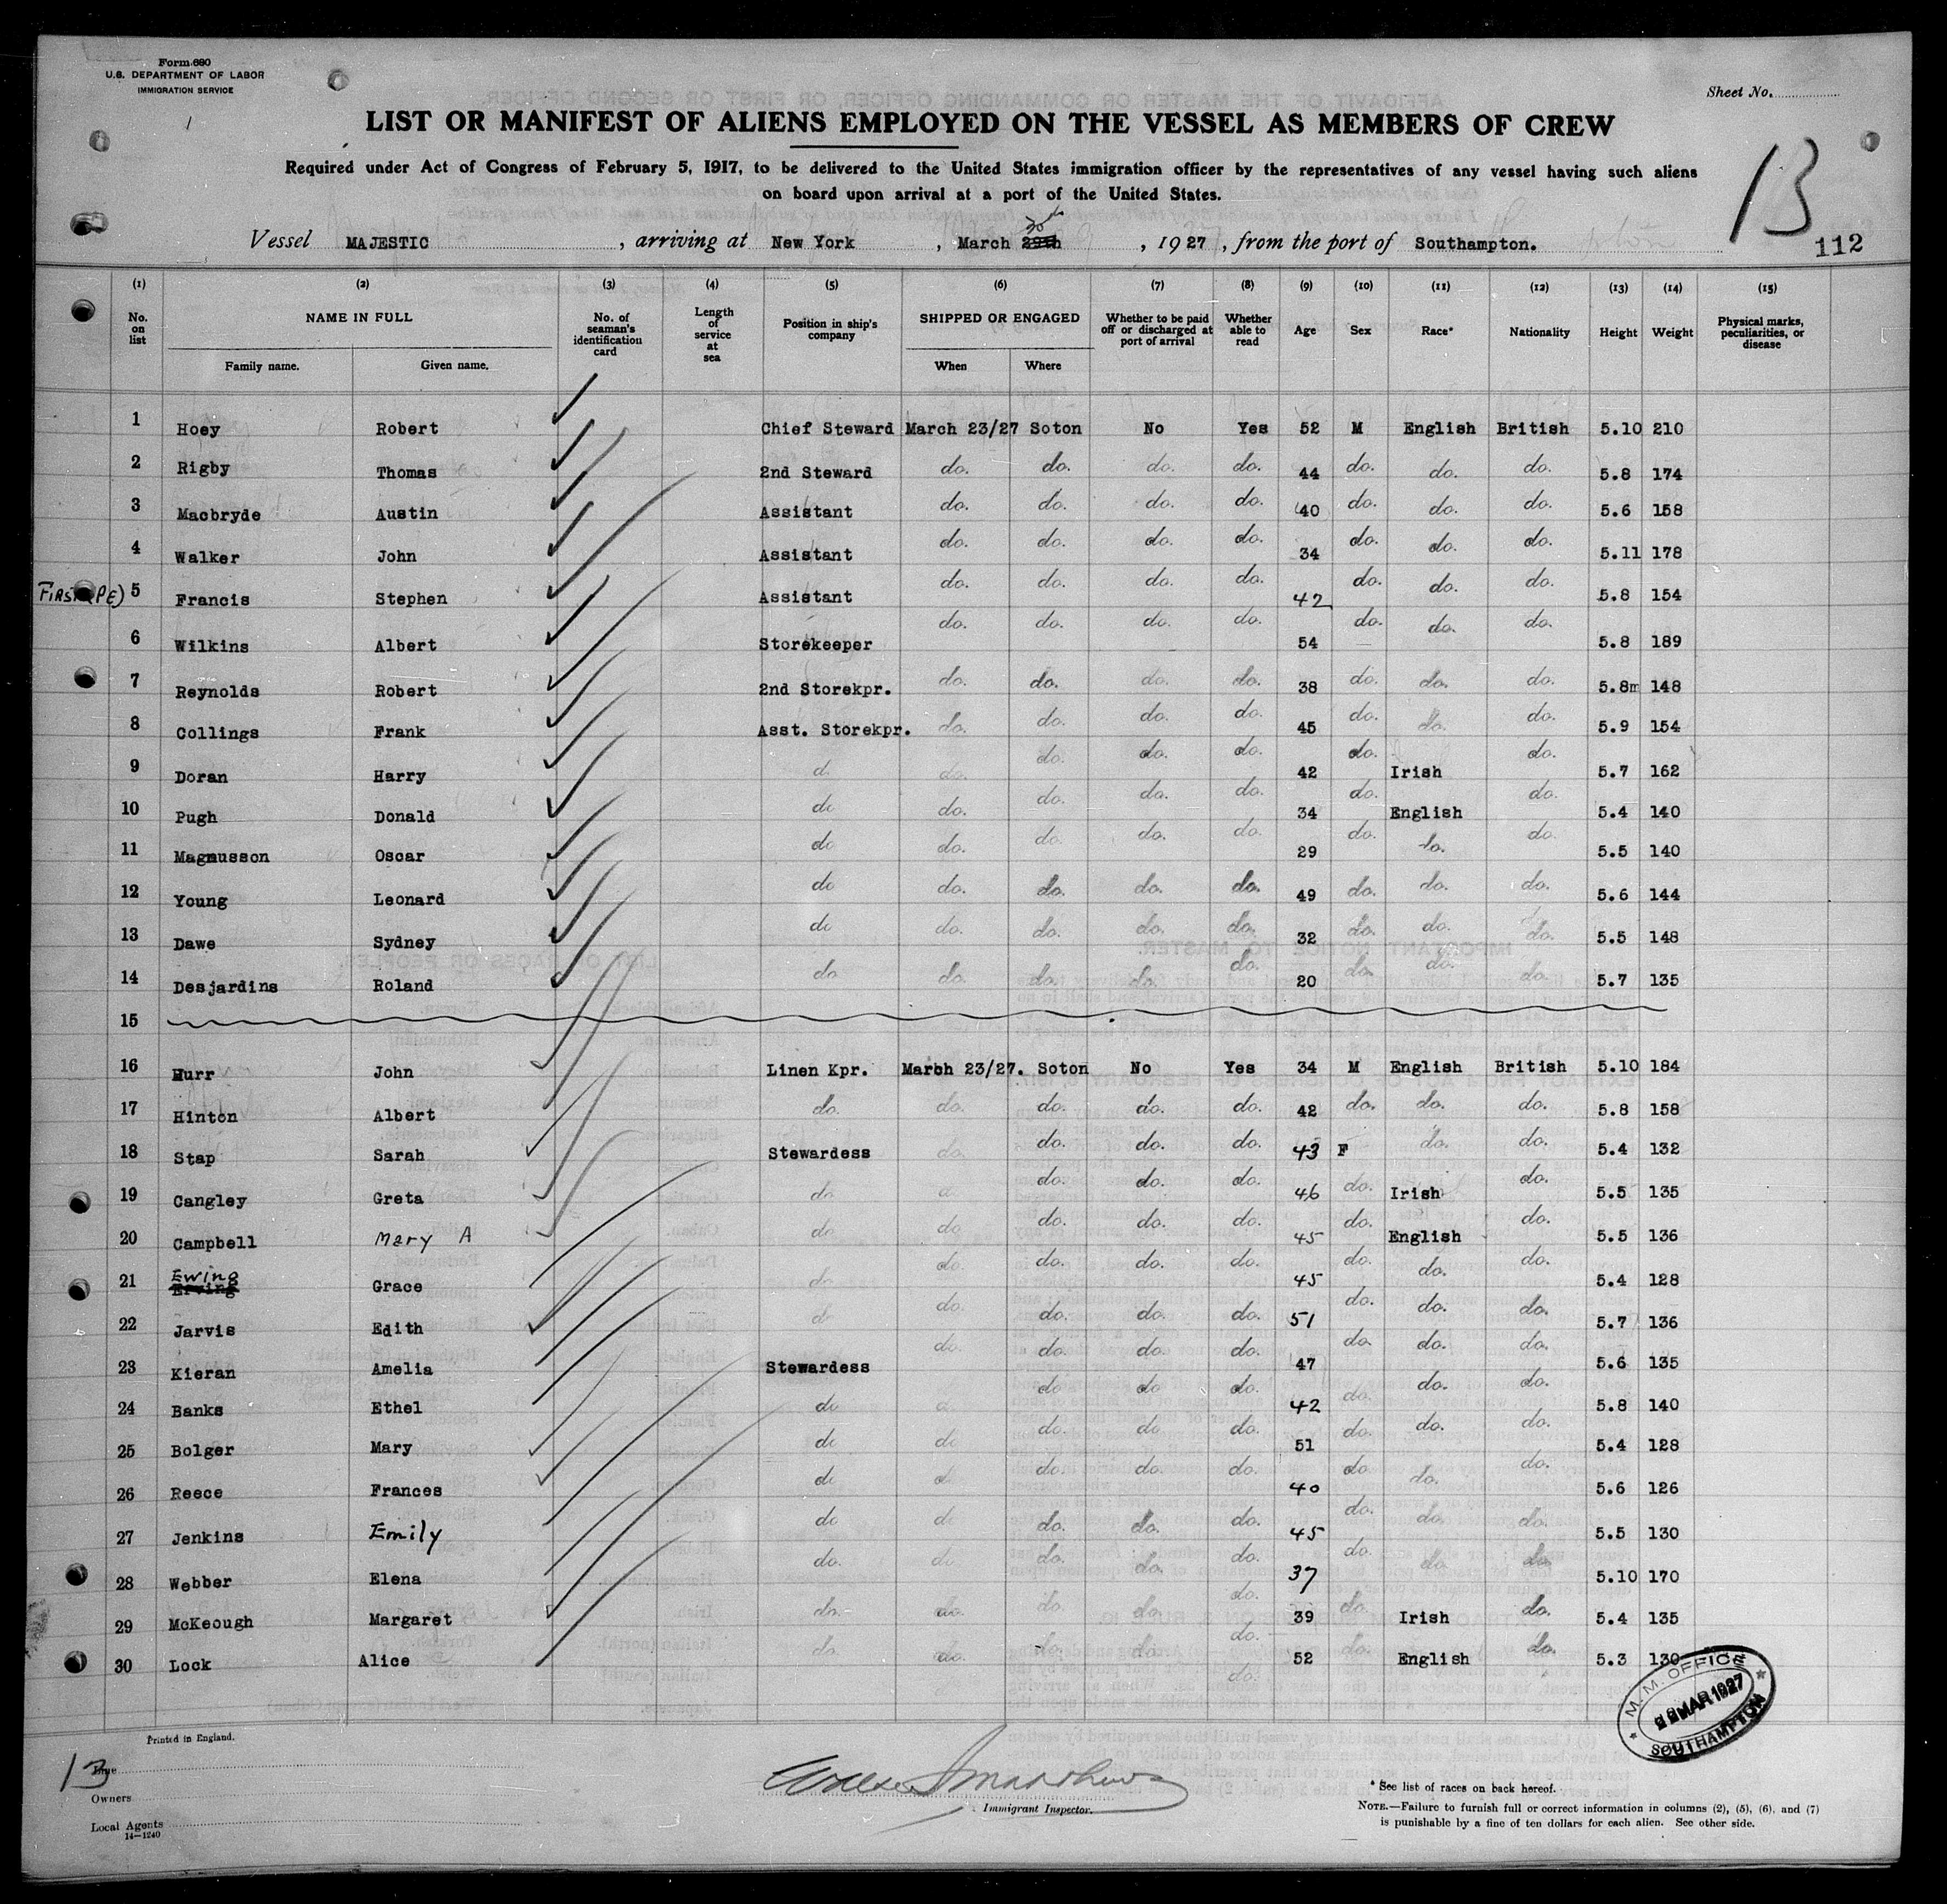 Form 680
U.S. DEPARTMENT OF LABOR
IMMIGRATION SERVICE
Sheet No.
LIST OR MANIFEST OF ALIENS EMPLOYED ON THE VESSEL AS MEMBERS OF CREW
Required under Act of Congress of February 5, 1917, to be delivered to the United States immigration officer by the representatives of any vessel having such aliens
on board upon arrival at a port of the United States.
13
Vessel MAJESTIC, arriving at New York, March 29th 30, 1927, from the port of Southampton.
112
(1) (2) (3) (4) (5) (6) (7) (8) (9) (10) (11) (12) (13) (14) (15)
No. on list NAME IN FULL Family name. Given name. No. of seaman's identification card Length of service at sea Position in ship's company SHIPPED OR ENGAGED When Where Whether to be paid off or discharged at port of arrival Whether able to read Age Sex Race* Nationality Height Weight Physical marks, peculiarities, or disease
1 Hoey Robert Chief Steward March 23/27 Soton No Yes 52 M English British 5.10 210
2 Rigby Thomas 2nd Steward do. do. do. do. 44 do. do. do. 5.8 174
3 Macbryde Austin Assistant do. do. do. do. 40 do. do. do. 5.6 158
4 Walker John Assistant do. do. do. do. 34 do. do. do. 5.11 178
FIRST (PE) 5 Francis Stephen Assistant do. do. do. do. 42 do. do. do. 5.8 154
6 Wilkins Albert Storekeeper do. do. do. do. 54 do. do. do. 5.8 189
7 Reynolds Robert 2nd Storekpr. do. do. do. do. 38 do. do. do. 5.8m 148
8 Collings Frank Asst. Storekpr. do. do. do. do. 45 do. do. do. 5.9 154
9 Doran Harry d. do. do. do. do. 42 do. Irish do. 5.7 162
10 Pugh Donald do do. do. do. do. 34 do. English do. 5.4 140
11 Magnusson Oscar do do. do. do. do. 29 do. do. do. 5.5 140
12 Young Leonard do do. do. do. do. 49 do. do. do. 5.6 144
13 Dawe Sydney do do. do. do. do. 32 do. do. do. 5.5 148
14 Desjardins Roland do do. do. do. do. 20 do. do. do. 5.7 135
15
16 Hurr John Linen Kpr. March 23/27. Soton No Yes 34 M English British 5.10 184
17 Hinton Albert do. do. do. do. do. 42 do. do. do. 5.8 158
18 Stap Sarah Stewardess do. do. do. do. 43 F do. do. 5.4 132
19 Cangley Greta do d do. do. do. 46 do. Irish do. 5.5 135
20 Campbell Mary A do do do. do. do. 45 do. English do. 5.5 136
21 Ewing Erving Grace do do. do. do. do. 45 do. do. do. 5.4 128
22 Jarvis Edith d do. do. do. do. 51 do. do. do. 5.7 136
23 Kieran Amelia Stewardess do. do. do. do. 47 do. do. do. 5.6 135
24 Banks Ethel do d do do do. 42 do. do. do. 5.8 140
25 Bolger Mary do do do. do do. 51 do. do. do. 5.4 128
26 Reece Frances do do do. do. do. 40 do. do. do. 5.6 126
27 Jenkins Emily do do do. do. do. 45 do. do. do. 5.5 130
28 Webber Elena do. do do. do. do. 37 do. do do. 5.10 170
29 McKeough Margaret do. do. do. do. do. 39 do. Irish do. 5.4 135
30 Lock Alice do. do. do. do. do. 52 do. English do. 5.3 130
M. M. OFFICE
22 MAR 1927
SOUTHAMPTON
Printed in England.
13
Line
Owners
Local Agents
14—1240
Immigrant Inspector.
* See list of races on back hereof.
NOTE.—Failure to furnish full or correct information in columns (2), (5), (6), and (7)
is punishable by a fine of ten dollars for each alien. See other side.